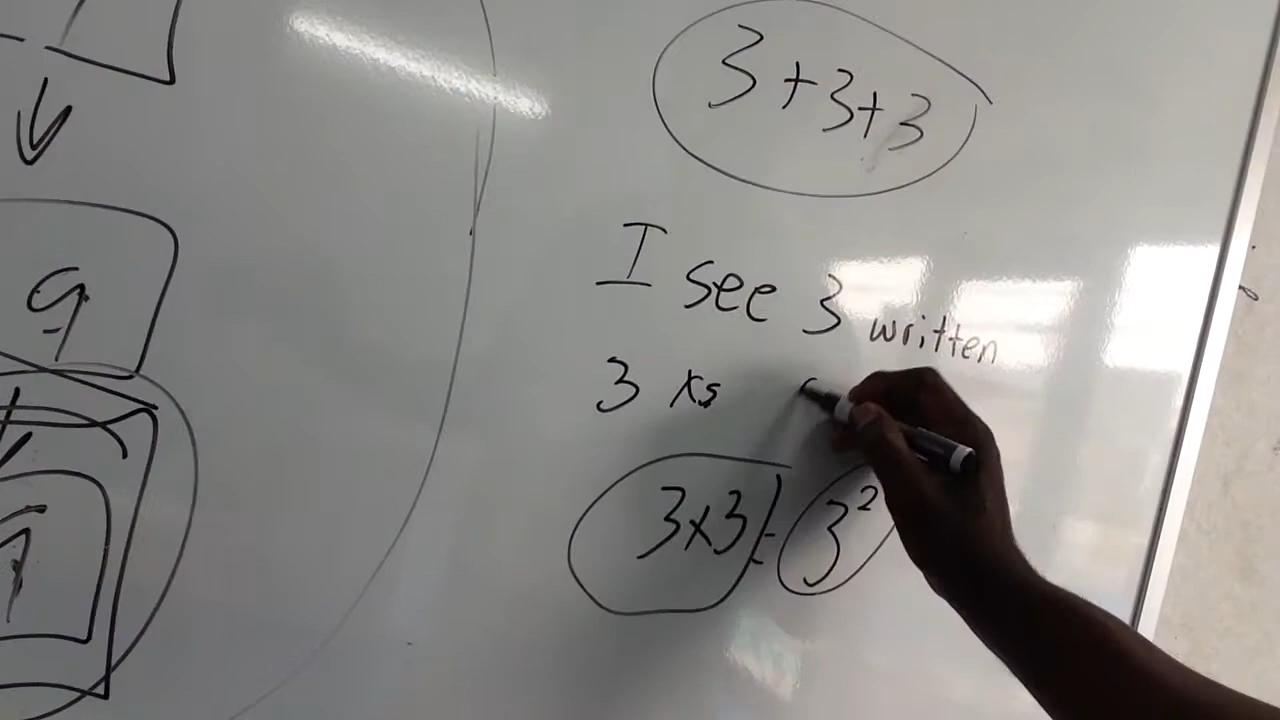 3+3+3
I see 3 written
3 xs
3x3 = 3²
9